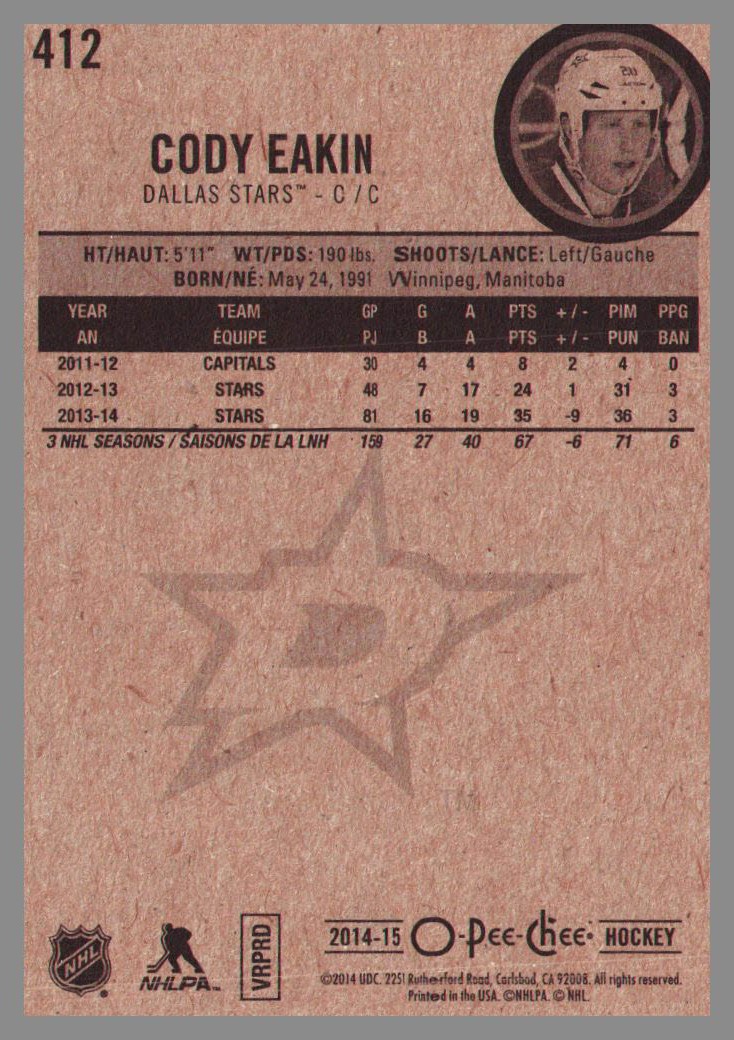 412
CODY EAKIN
DALLAS STARS™ - C / C
HT/HAUT: 5'11" WT/PDS: 190 lbs. SHOOTS/LANCE: Left/Gauche
BORN/NÉ: May 24, 1991 Winnipeg, Manitoba
YEAR TEAM GP G A PTS +/- PIM PPG
AN ÉQUIPE PJ B A PTS +/- PUN BAN
2011-12 CAPITALS 30 4 4 8 2 4 0
2012-13 STARS 48 7 17 24 1 31 3
2013-14 STARS 81 16 19 35 -9 36 3
3 NHL SEASONS / SAISONS DE LA LNH 159 27 40 67 -6 71 6
D
TM
NHL
NHLPA™
VRPRD
2014-15 O-Pee-Chee® HOCKEY
©2014 UDC. 2251 Rutherford Road, Carlsbad, CA 92008. All rights reserved.
Printed in the USA. ©NHLPA. © NHL.